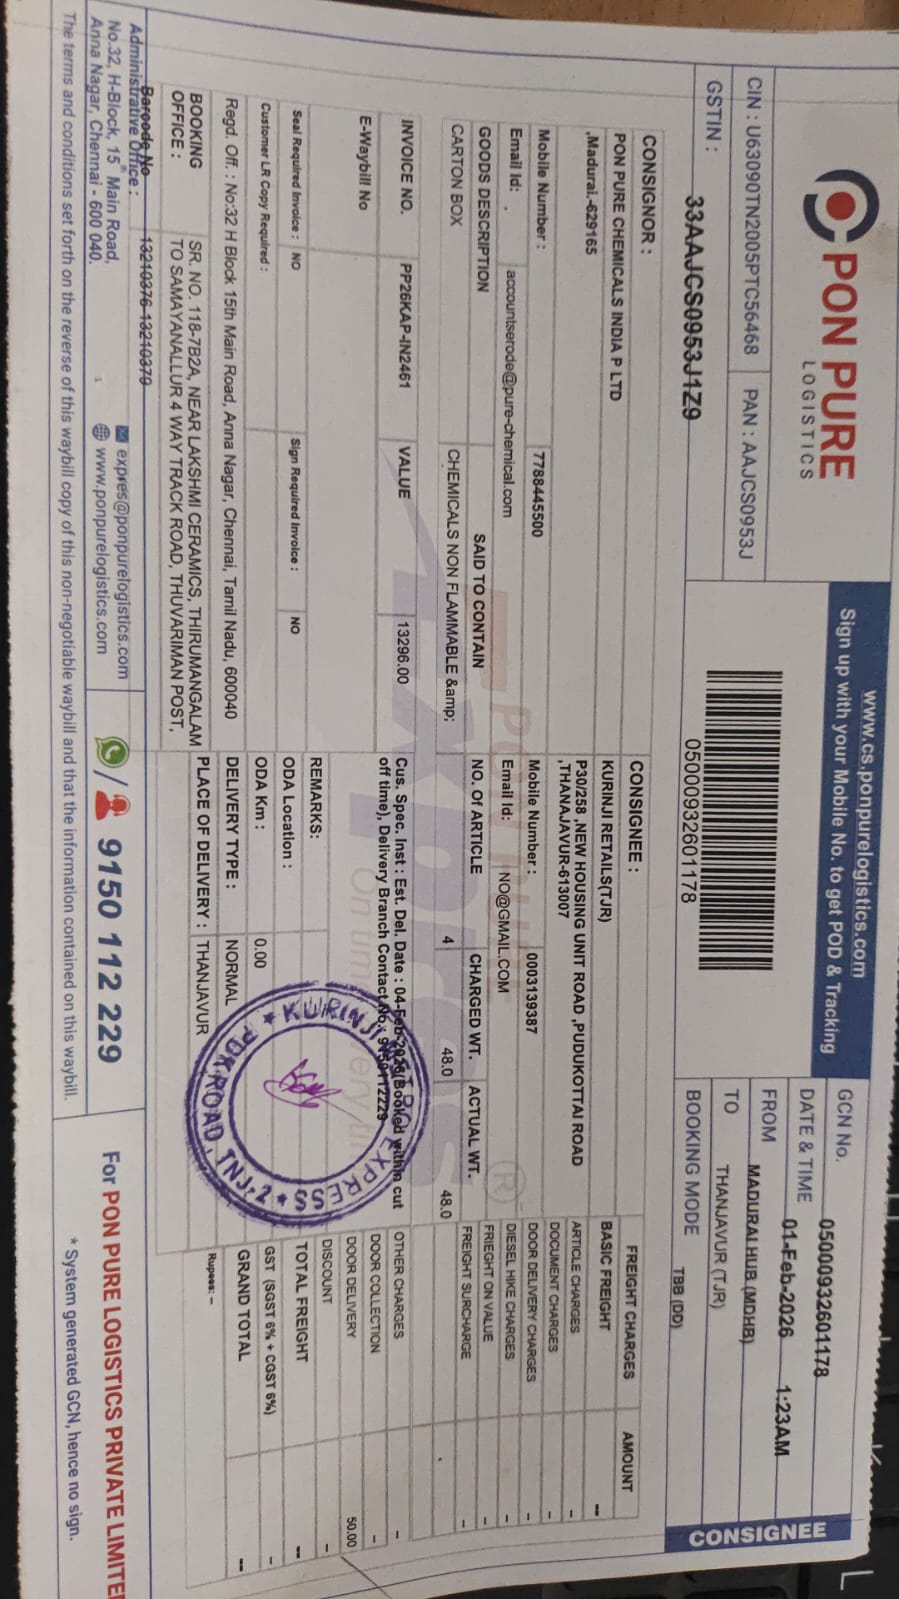 PON PURE
LOGISTICS
www.cs.ponpurelogistics.com
Sign up with your Mobile No. to get POD & Tracking
CIN : U63090TN2005PTC56468 PAN : AAJCS0953J
GSTIN : 33AAJCS0953J1Z9
05000932601178
GCN No. 05000932601178
DATE & TIME 01-Feb-2026 1:23AM
FROM MADURAI HUB (MDHB)
TO THANJAVUR (TJR)
BOOKING MODE TBB (DD)
CONSIGNEE
CONSIGNOR :
PON PURE CHEMICALS INDIA P LTD
,Madurai.-629165
Mobile Number : 7788445500
Email Id: . accountserode@pure-chemical.com
CONSIGNEE :
KURINJI RETAILS(TJR)
P30/258 ,NEW HOUSING UNIT ROAD ,PUDUKOTTAI ROAD
,THANAJAVUR-613007
Mobile Number : 0003139387
Email Id: NO@GMAIL.COM
GOODS DESCRIPTION SAID TO CONTAIN NO. Of ARTICLE CHARGED WT. ACTUAL WT.
CARTON BOX CHEMICALS NON FLAMMABLE &amp; 4 48.0 48.0
INVOICE NO. PP26KAP-IN2461 VALUE 13296.00
E-Waybill No
Cus. Spec. Inst : Est. Del. Date : 04-Feb-2026(Booked within cut
off time), Delivery Branch Contact No.: 9150112229
Seal Required Invoice : NO Sign Required Invoice : NO
Customer LR Copy Required :
REMARKS:
ODA Location :
ODA Km : 0.00
DELIVERY TYPE : NORMAL
PLACE OF DELIVERY : THANJAVUR
Regd. Off. : No:32 H Block 15th Main Road, Anna Nagar, Chennai, Tamil Nadu, 600040
BOOKING OFFICE : SR. NO. 118-7B2A, NEAR LAKSHMI CERAMICS, THIRUMANGALAM
TO SAMAYANALLUR 4 WAY TRACK ROAD, THUVARIMAN POST,
Barcode No 13210376-13210379
FREIGHT CHARGES AMOUNT
BASIC FREIGHT --
ARTICLE CHARGES -
DOCUMENT CHARGES -
DOOR DELIVERY CHARGES -
DIESEL HIKE CHARGES -
FRIEGHT ON VALUE -
FREIGHT SURCHARGE -
OTHER CHARGES -
DOOR COLLECTION -
DOOR DELIVERY 50.00
DISCOUNT -
TOTAL FREIGHT --
GST (SGST 6% + CGST 6%) -
GRAND TOTAL --
Rupees: –
Administrative Office :
No.32, H-Block, 15th Main Road,
Anna Nagar, Chennai - 600 040.
expres@ponpurelogistics.com
www.ponpurelogistics.com
/ 9150 112 229
For PON PURE LOGISTICS PRIVATE LIMITED
The terms and conditions set forth on the reverse of this waybill copy of this non-negotiable waybill and that the information contained on this waybill.
* System generated GCN, hence no sign.